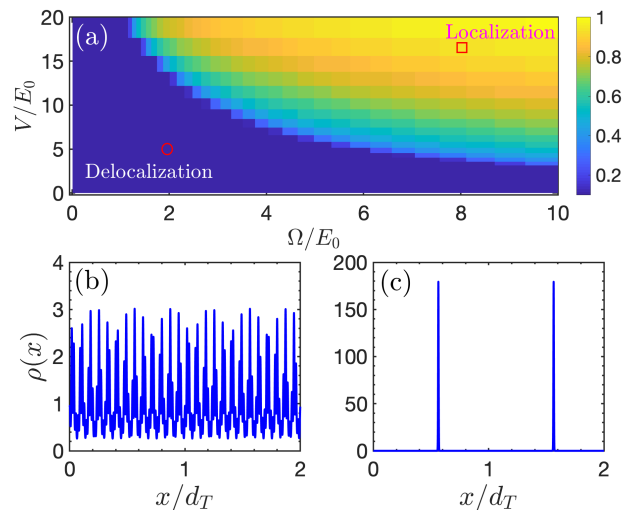 (a)
Localization
Delocalization
V/E₀
20
15
10
5
0
0 2 4 6 8 10
Ω/E₀
1
0.8
0.6
0.4
0.2
(b)
ρ(x)
4
3
2
1
0
0 1 2
x/d_T
(c)
200
150
100
50
0
0 1 2
x/d_T